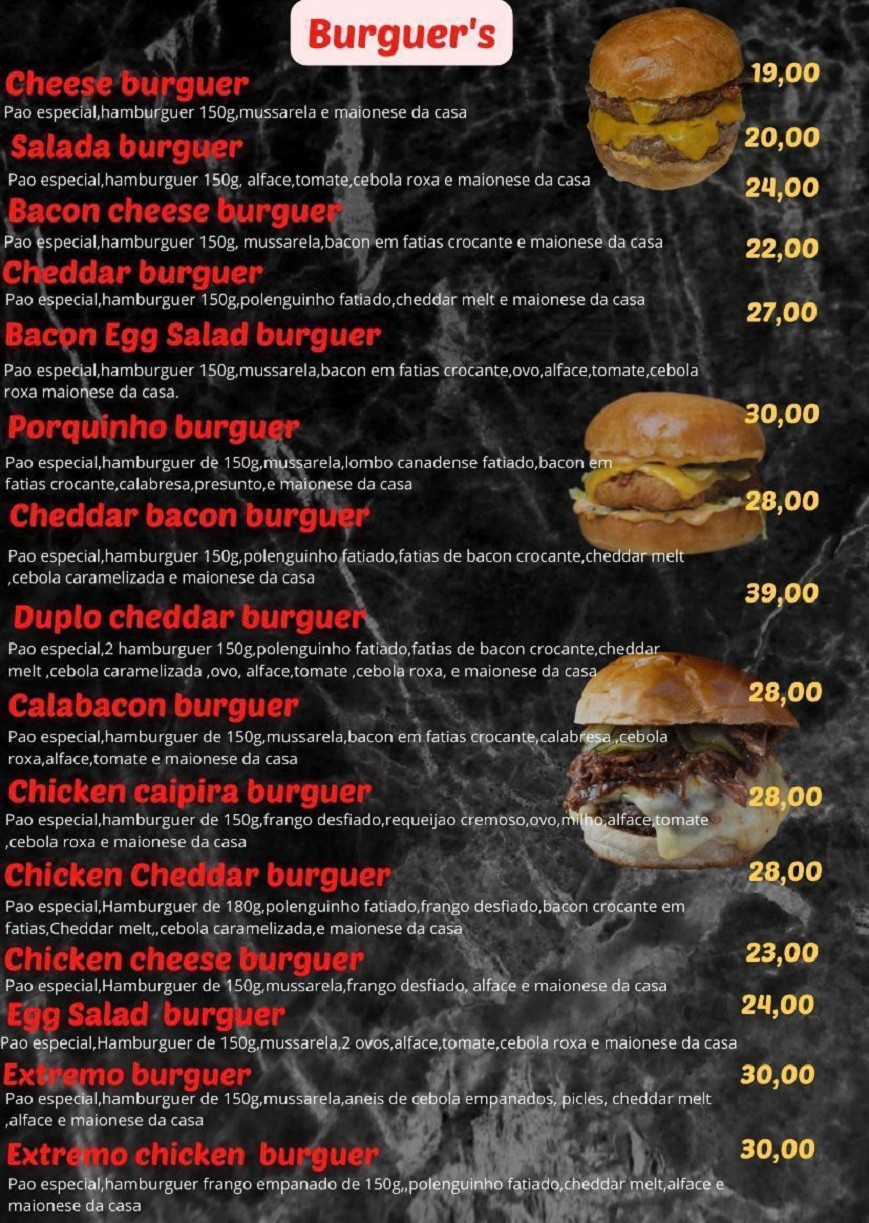 Burguer's
Cheese burguer 19,00
Pao especial,hamburguer 150g,mussarela e maionese da casa
Salada burguer 20,00
Pao especial,hamburguer 150g, alface,tomate,cebola roxa e maionese da casa
Bacon cheese burguer 24,00
Pao especial,hamburguer 150g, mussarela,bacon em fatias crocante e maionese da casa
Cheddar burguer 22,00
Pao especial,hamburguer 150g,polenguinho fatiado,cheddar melt e maionese da casa
Bacon Egg Salad burguer 27,00
Pao especial,hamburguer 150g,mussarela,bacon em fatias crocante,ovo,alface,tomate,cebola
roxa maionese da casa.
Porquinho burguer 30,00
Pao especial,hamburguer de 150g,mussarela,lombo canadense fatiado,bacon em
fatias crocante,calabresa,presunto,e maionese da casa
Cheddar bacon burguer 28,00
Pao especial,hamburguer 150g,polenguinho fatiado,fatias de bacon crocante,cheddar melt
,cebola caramelizada e maionese da casa
Duplo cheddar burguer 39,00
Pao especial,2 hamburguer 150g,polenguinho fatiado,fatias de bacon crocante,cheddar
melt ,cebola caramelizada ,ovo, alface,tomate ,cebola roxa, e maionese da casa
Calabacon burguer 28,00
Pao especial,hamburguer de 150g,mussarela,bacon em fatias crocante,calabresa ,cebola
roxa,alface,tomate e maionese da casa
Chicken caipira burguer 28,00
Pao especial,hamburguer de 150g,frango desfiado,requeijao cremoso,ovo,milho,alface,tomate
,cebola roxa e maionese da casa
Chicken Cheddar burguer 28,00
Pao especial,Hamburguer de 180g,polenguinho fatiado,frango desfiado,bacon crocante em
fatias,Cheddar melt,,cebola caramelizada,e maionese da casa
Chicken cheese burguer 23,00
Pao especial,Hamburguer de 150g,mussarela,frango desfiado, alface e maionese da casa
Egg Salad burguer 24,00
Pao especial,Hamburguer de 150g,mussarela,2 ovos,alface,tomate,cebola roxa e maionese da casa
Extremo burguer 30,00
Pao especial,hamburguer de 150g,mussarela,aneis de cebola empanados, picles, cheddar melt
,alface e maionese da casa
Extremo chicken burguer 30,00
Pao especial,hamburguer frango empanado de 150g,,polenguinho fatiado,cheddar melt,alface e
maionese da casa